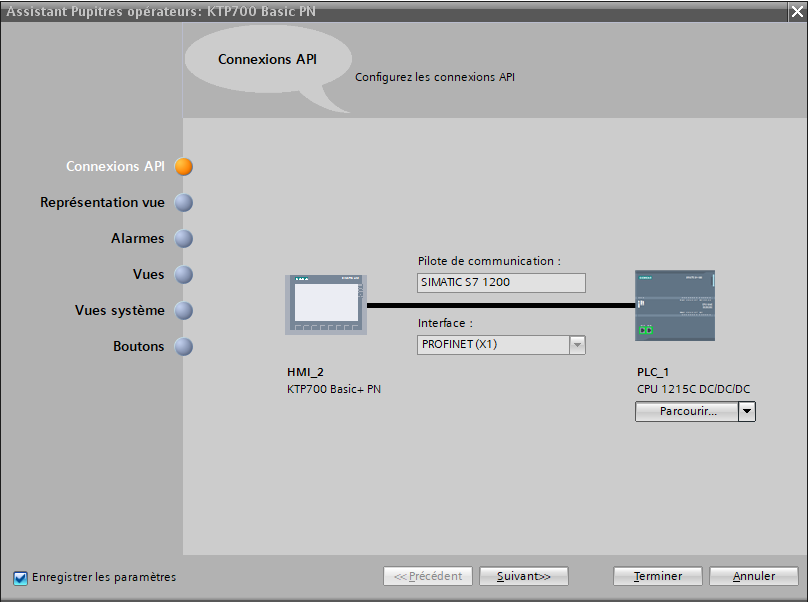 Assistant Pupitres opérateurs: KTP700 Basic PN
Connexions API
Configurez les connexions API
Connexions API
Représentation vue
Alarmes
Vues
Vues système
Boutons
Pilote de communication :
SIMATIC S7 1200
Interface :
PROFINET (X1)
HMI_2
KTP700 Basic+ PN
PLC_1
CPU 1215C DC/DC/DC
Parcourir...
Enregistrer les paramètres
<<Précédent
Suivant>>
Terminer
Annuler